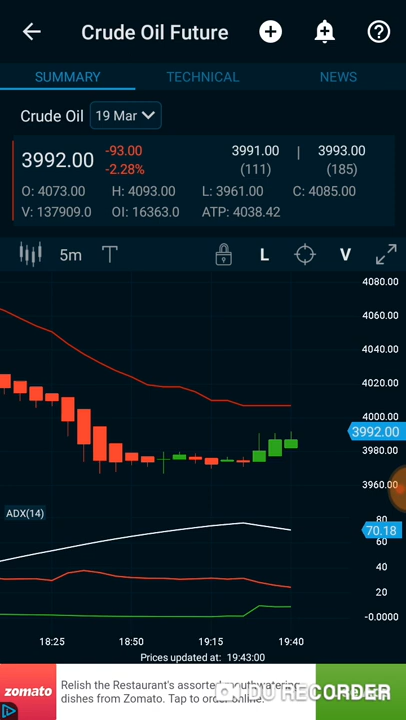 Crude Oil Future
SUMMARY TECHNICAL NEWS
Crude Oil 19 Mar
3992.00 -93.00 3991.00 | 3993.00
-2.28% (111) (185)
O: 4073.00 H: 4093.00 L: 3961.00 C: 4085.00
V: 137909.0 OI: 16363.0 ATP: 4038.42
5m T L V
4080.00
4060.00
4040.00
4020.00
4000.00
3992.00
3980.00
3960.00
ADX(14)
80
70.18
60
40
20
-0.0000
18:25 18:50 19:15 19:40
Prices updated at: 19:43:00
zomato
Relish the Restaurant's assorted mouthwatering
dishes from Zomato. Tap to order online.
DU RECORDER